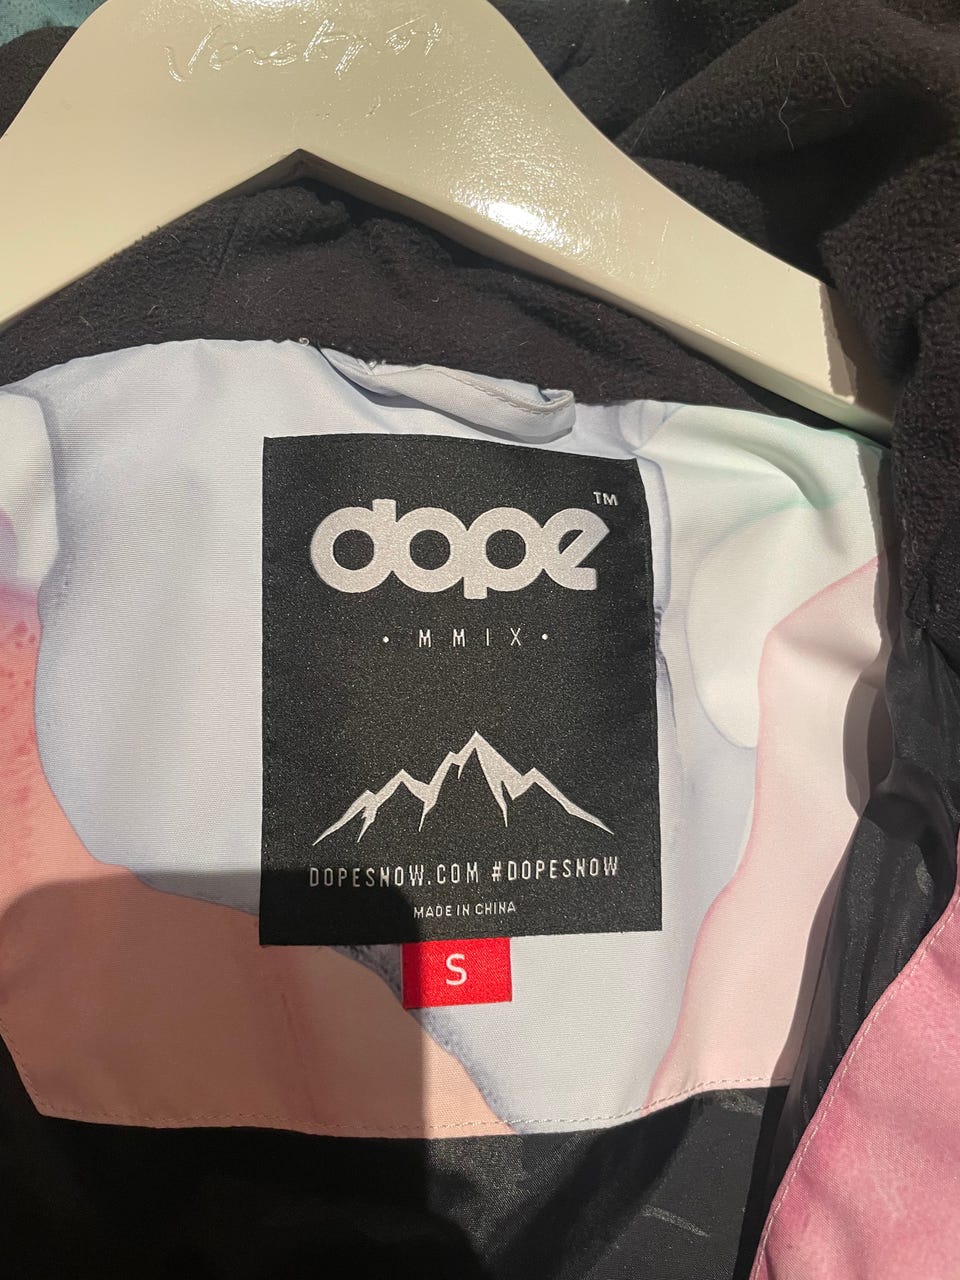 dope™
· MMIX ·
DOPESNOW.COM #DOPESNOW
MADE IN CHINA
S